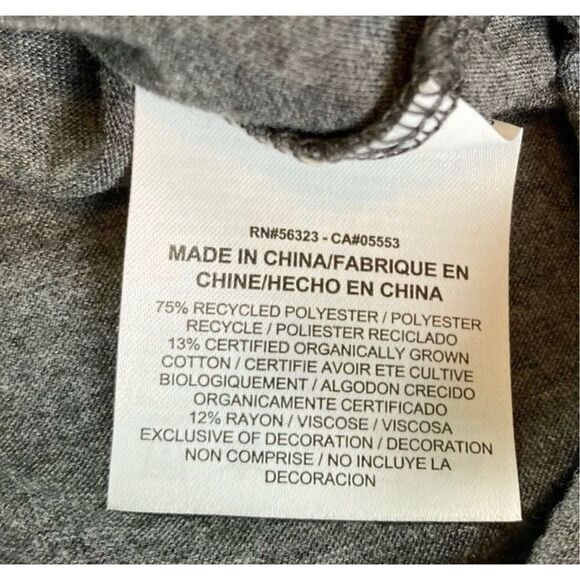 RN#56323 - CA#05553
MADE IN CHINA/FABRIQUE EN
CHINE/HECHO EN CHINA
75% RECYCLED POLYESTER / POLYESTER
RECYCLE / POLIESTER RECICLADO
13% CERTIFIED ORGANICALLY GROWN
COTTON / CERTIFIE AVOIR ETE CULTIVE
BIOLOGIQUEMENT / ALGODON CRECIDO
ORGANICAMENTE CERTIFICADO
12% RAYON / VISCOSE / VISCOSA
EXCLUSIVE OF DECORATION / DECORATION
NON COMPRISE / NO INCLUYE LA
DECORACION